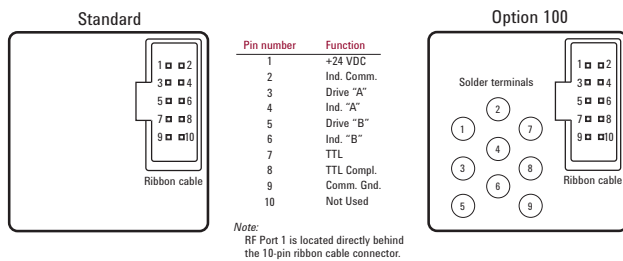 Standard
1 2
3 4
5 6
7 8
9 10
Ribbon cable
Pin number Function
1 +24 VDC
2 Ind. Comm.
3 Drive “A”
4 Ind. “A”
5 Drive “B”
6 Ind. “B”
7 TTL
8 TTL Compl.
9 Comm. Gnd.
10 Not Used
Note:
RF Port 1 is located directly behind
the 10-pin ribbon cable connector.
Option 100
Solder terminals
2
1 7
4
3 8
6
5 9
1 2
3 4
5 6
7 8
9 10
Ribbon cable